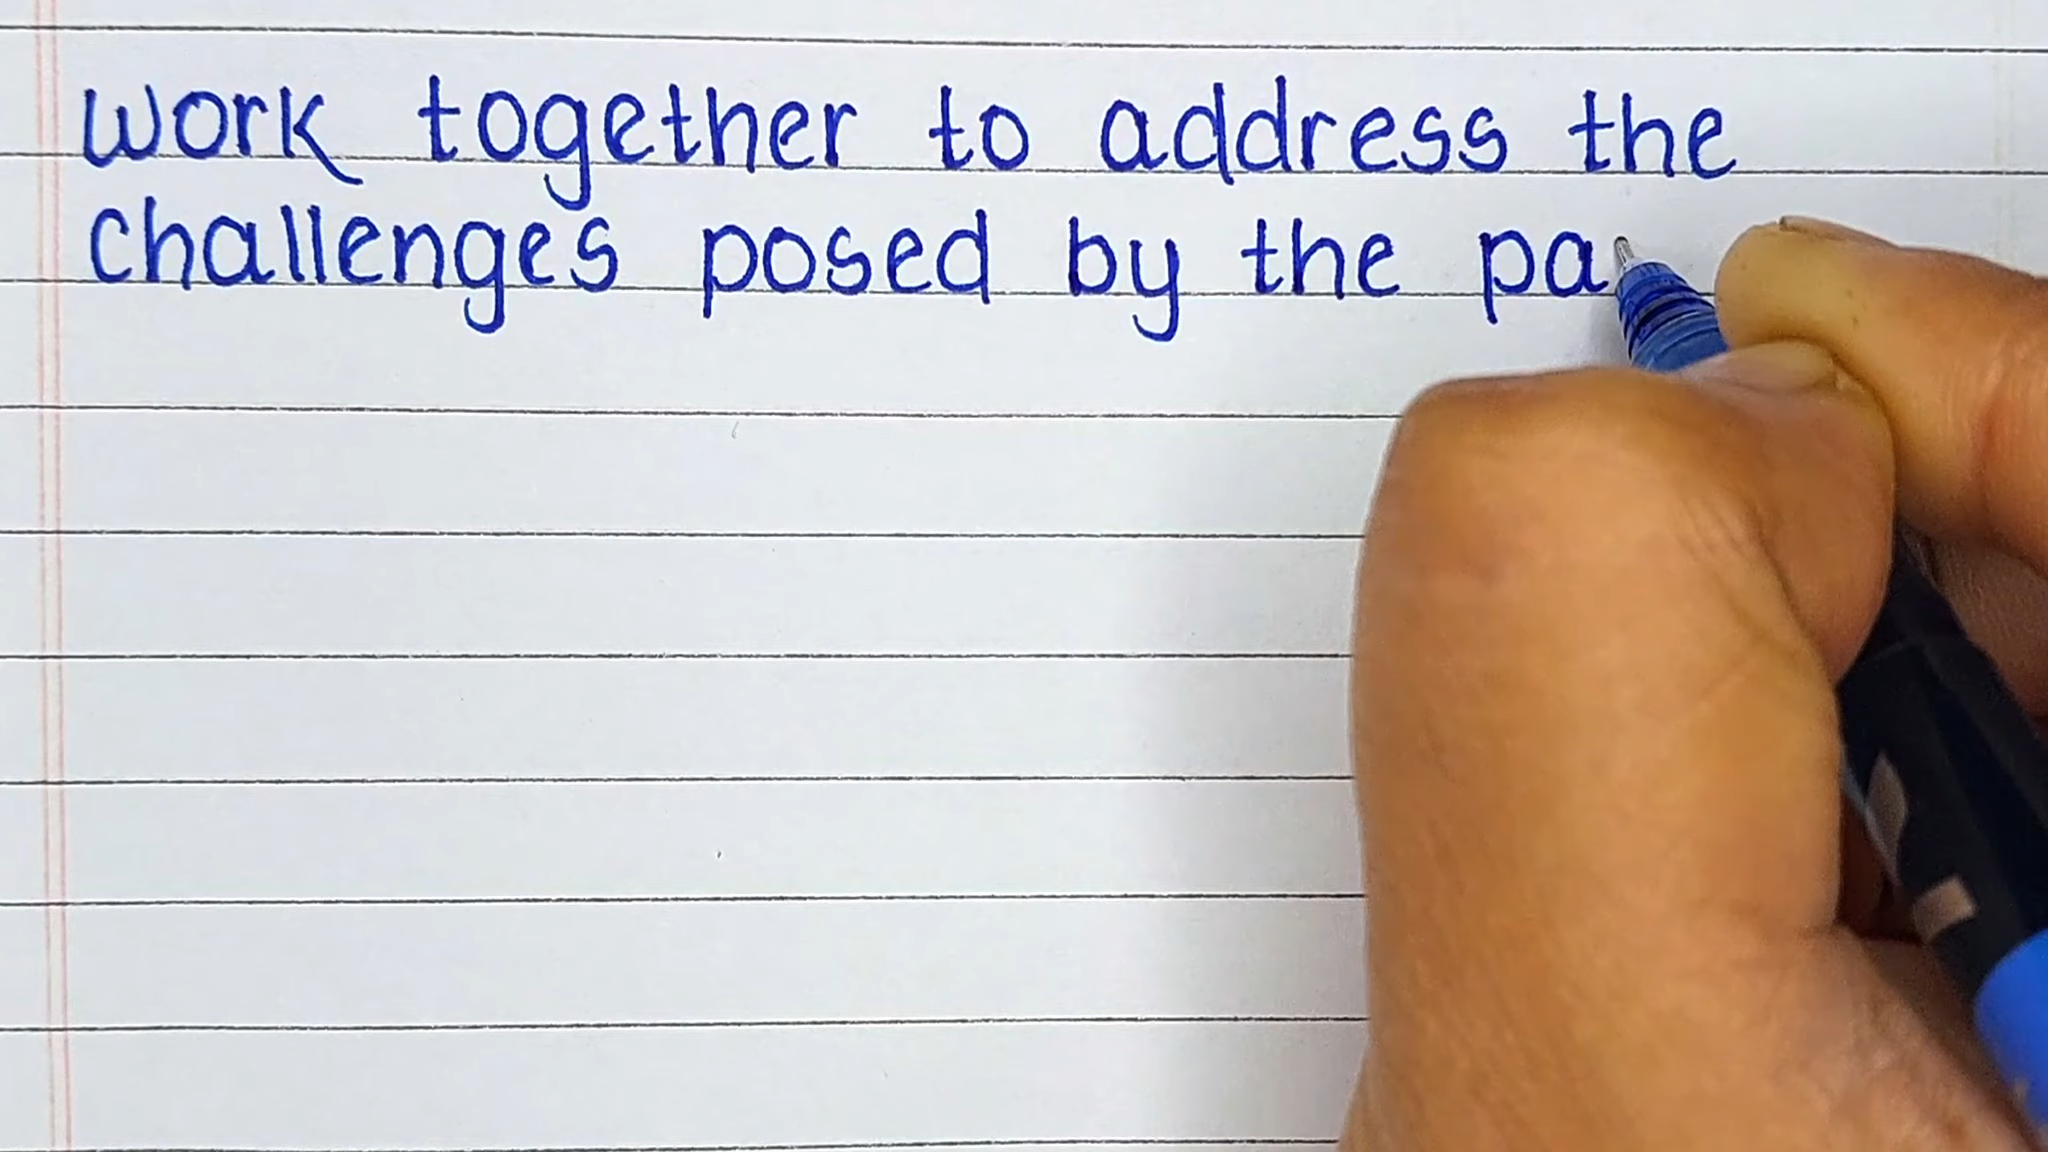 work together to address the
challenges posed by the pa